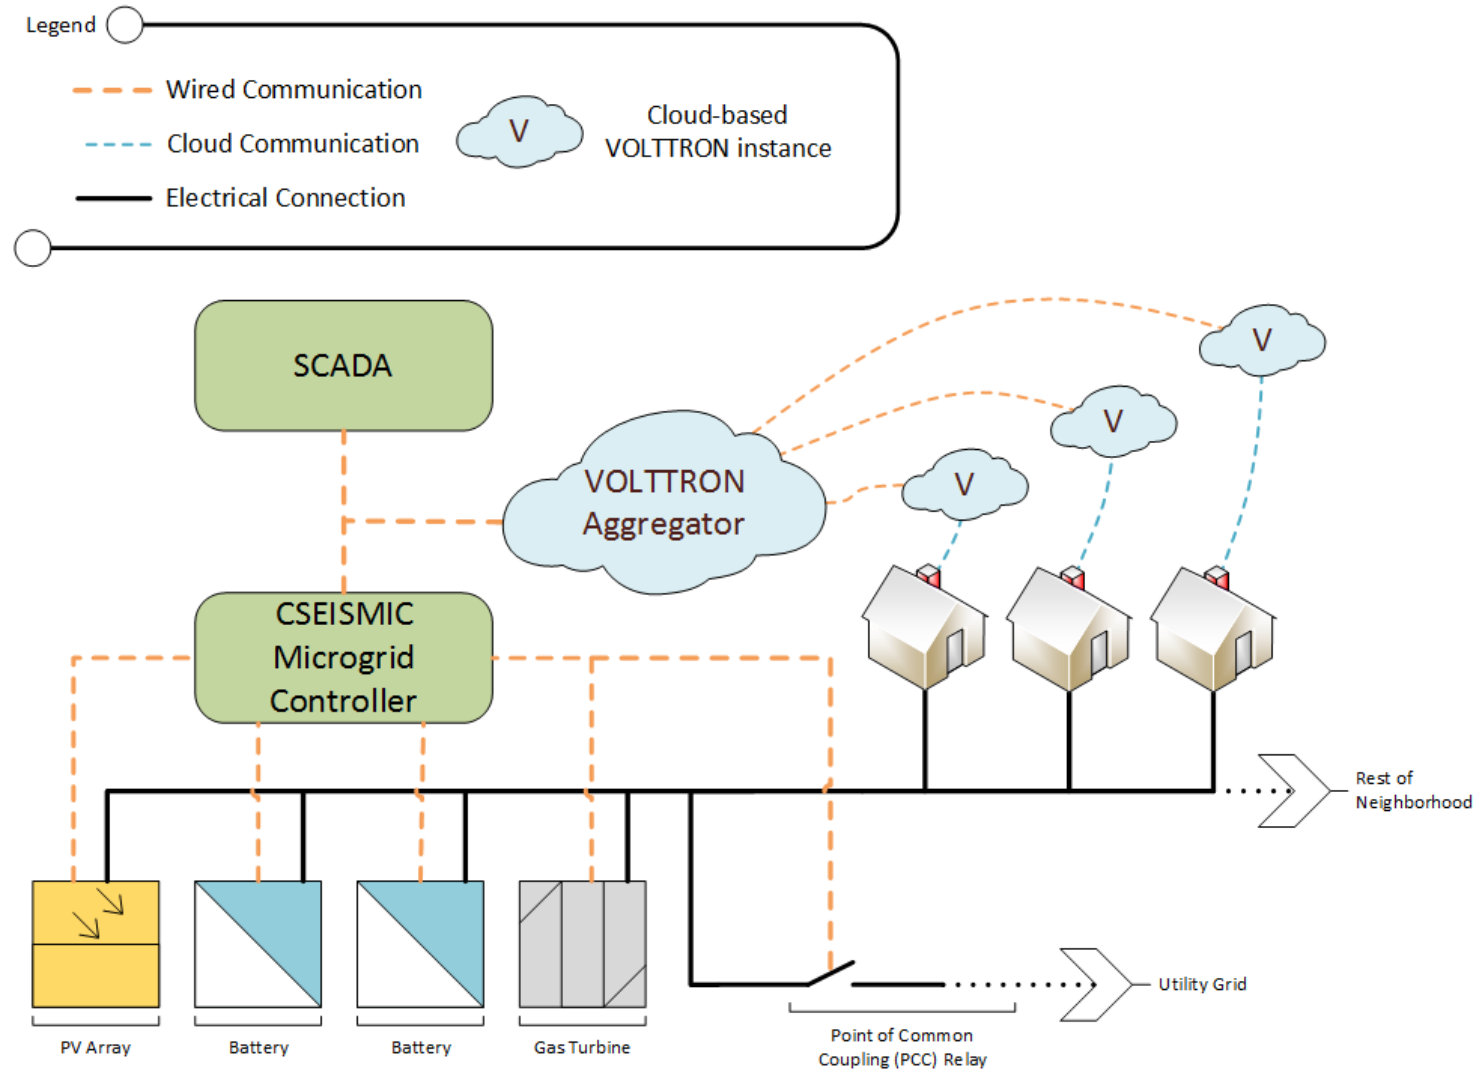 Legend
Wired Communication
Cloud Communication
Electrical Connection
V
Cloud-based
VOLTTRON instance
SCADA
VOLTTRON
Aggregator
V
V
V
CSEISMIC
Microgrid
Controller
Rest of
Neighborhood
Utility Grid
PV Array
Battery
Battery
Gas Turbine
Point of Common
Coupling (PCC) Relay